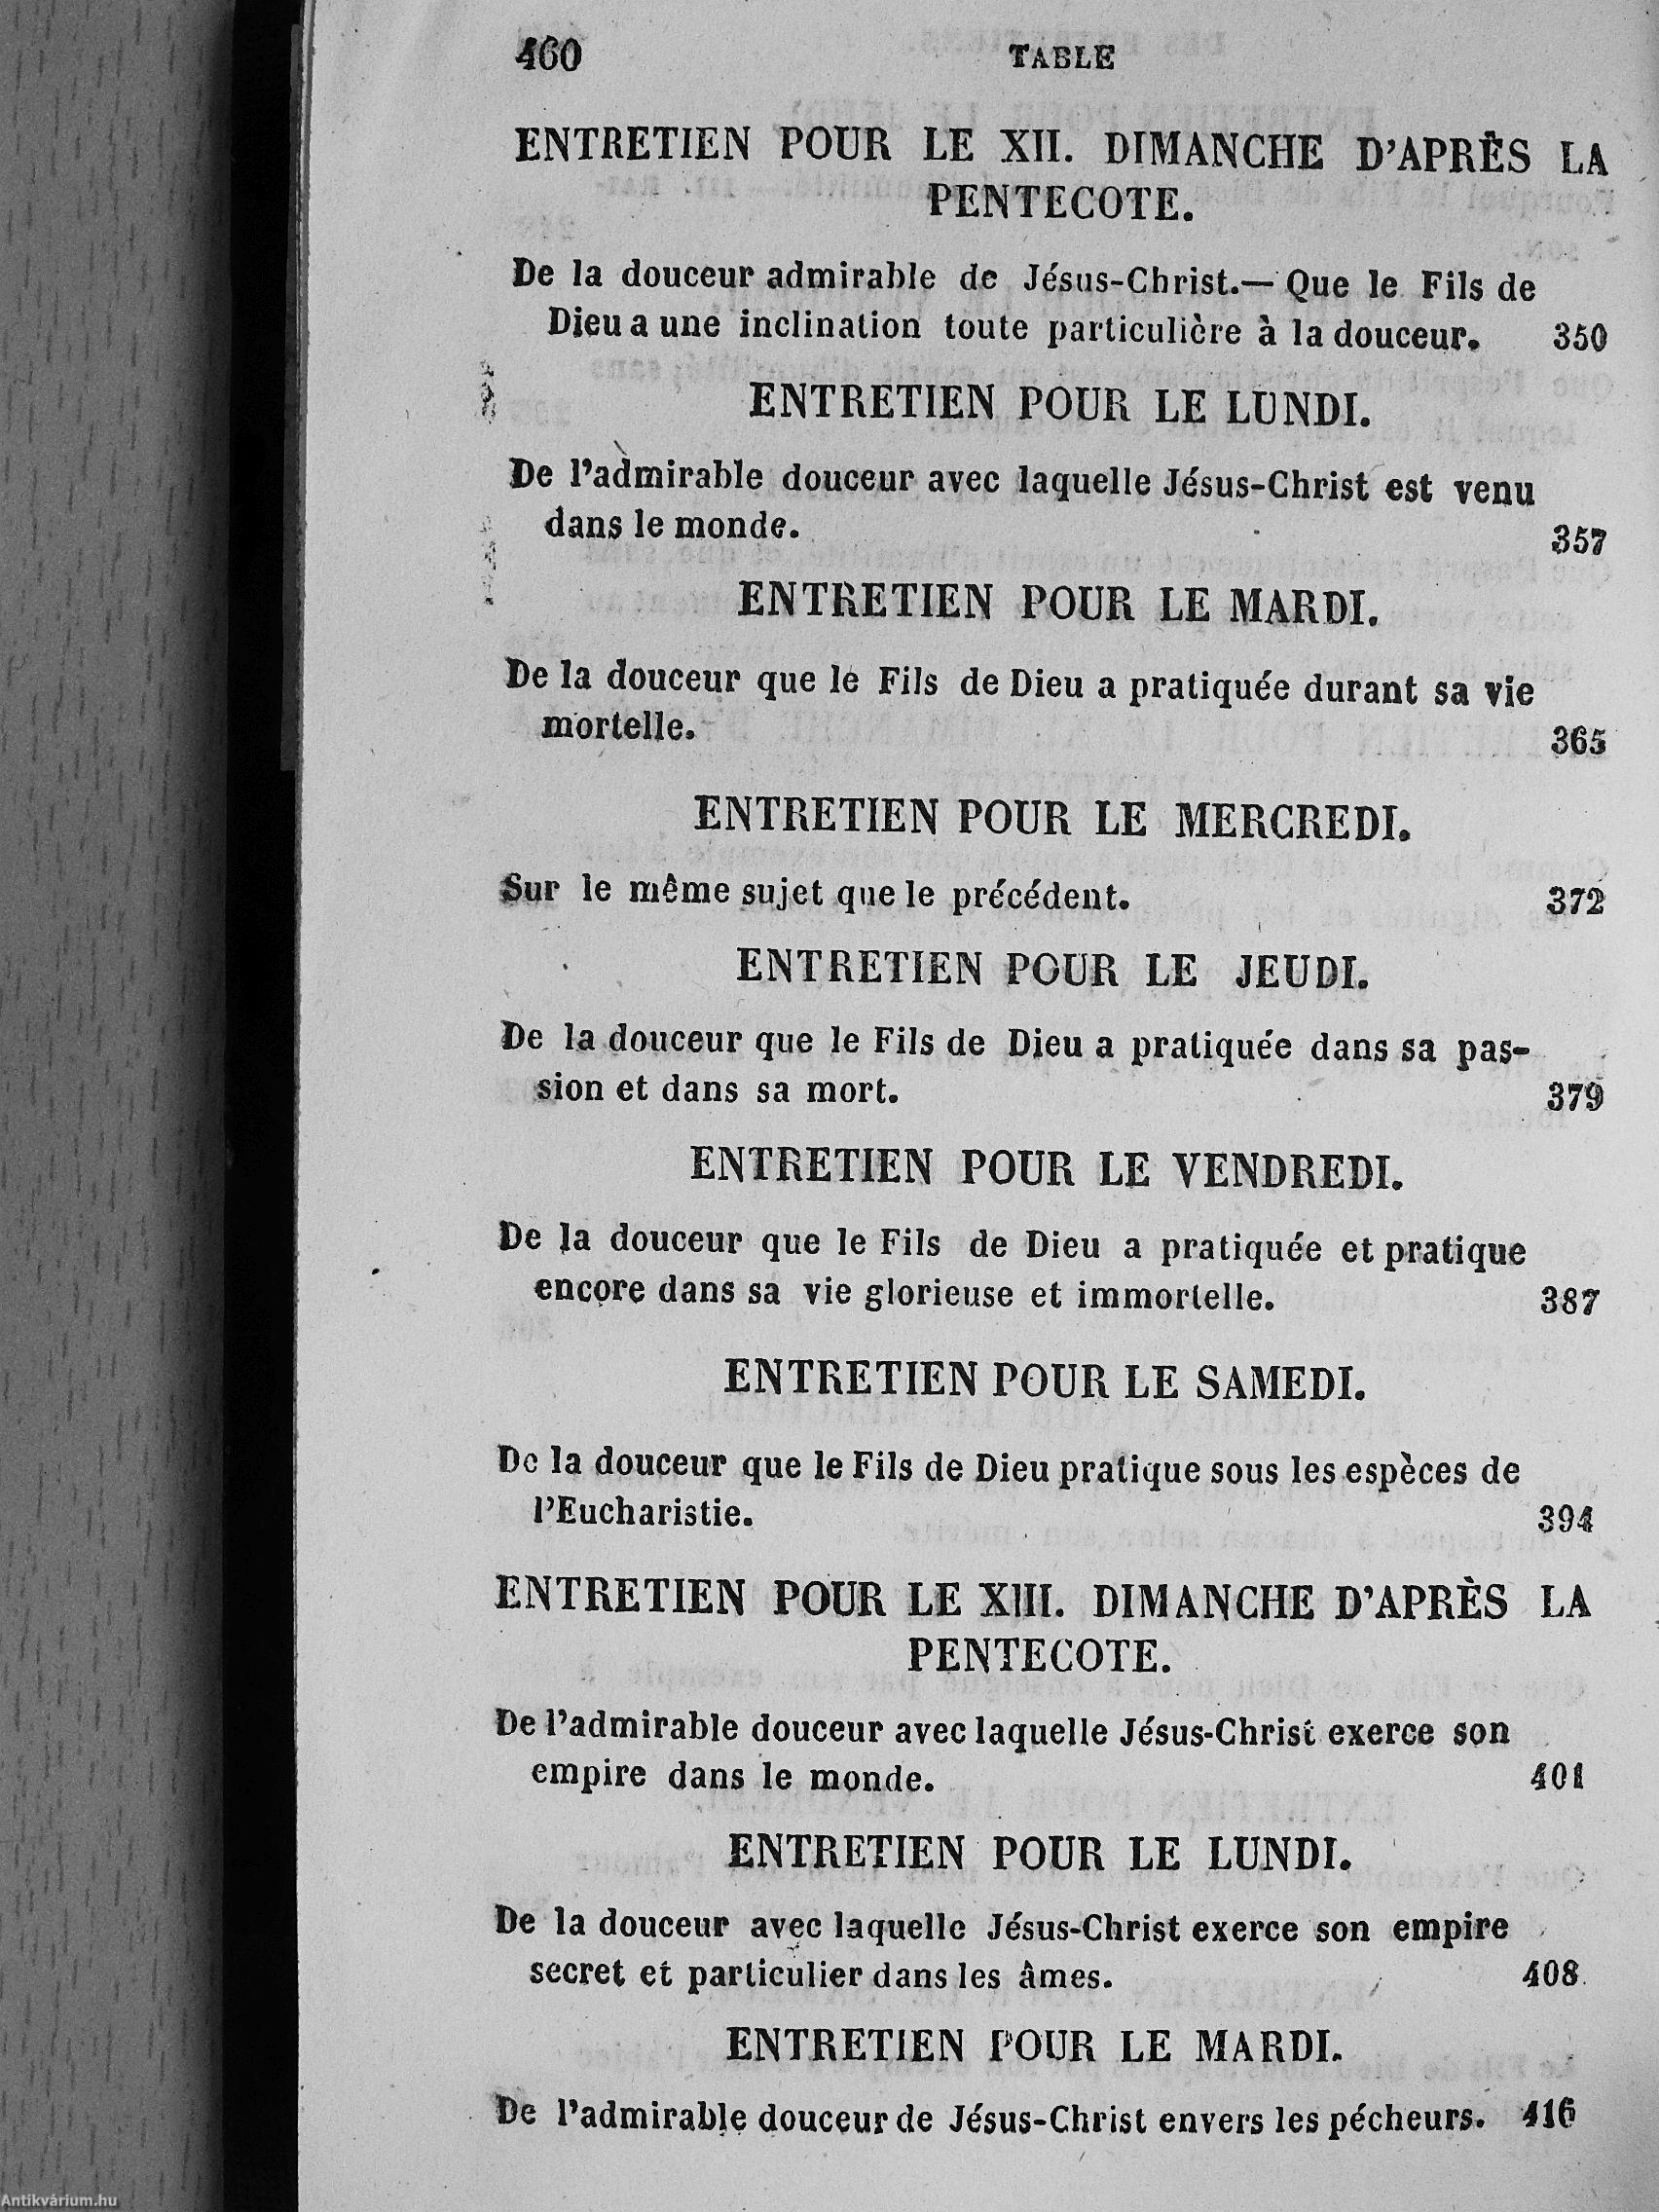 460 TABLE
ENTRETIEN POUR LE XII. DIMANCHE D'APRÈS LA
PENTECOTE.
De la douceur admirable de Jésus-Christ.— Que le Fils de
Dieu a une inclination toute particulière à la douceur. 350
ENTRETIEN POUR LE LUNDI.
De l'admirable douceur avec laquelle Jésus-Christ est venu
dans le monde. 357
ENTRETIEN POUR LE MARDI.
De la douceur que le Fils de Dieu a pratiquée durant sa vie
mortelle. 365
ENTRETIEN POUR LE MERCREDI.
Sur le même sujet que le précédent. 372
ENTRETIEN POUR LE JEUDI.
De la douceur que le Fils de Dieu a pratiquée dans sa pas-
sion et dans sa mort. 379
ENTRETIEN POUR LE VENDREDI.
De la douceur que le Fils de Dieu a pratiquée et pratique
encore dans sa vie glorieuse et immortelle. 387
ENTRETIEN POUR LE SAMEDI.
De la douceur que le Fils de Dieu pratique sous les espèces de
l'Eucharistie. 394
ENTRETIEN POUR LE XIII. DIMANCHE D'APRÈS LA
PENTECOTE.
De l'admirable douceur avec laquelle Jésus-Christ exerce son
empire dans le monde. 401
ENTRETIEN POUR LE LUNDI.
De la douceur avec laquelle Jésus-Christ exerce son empire
secret et particulier dans les âmes. 408
ENTRETIEN POUR LE MARDI.
De l'admirable douceur de Jésus-Christ envers les pécheurs. 416
Antikvárium.hu